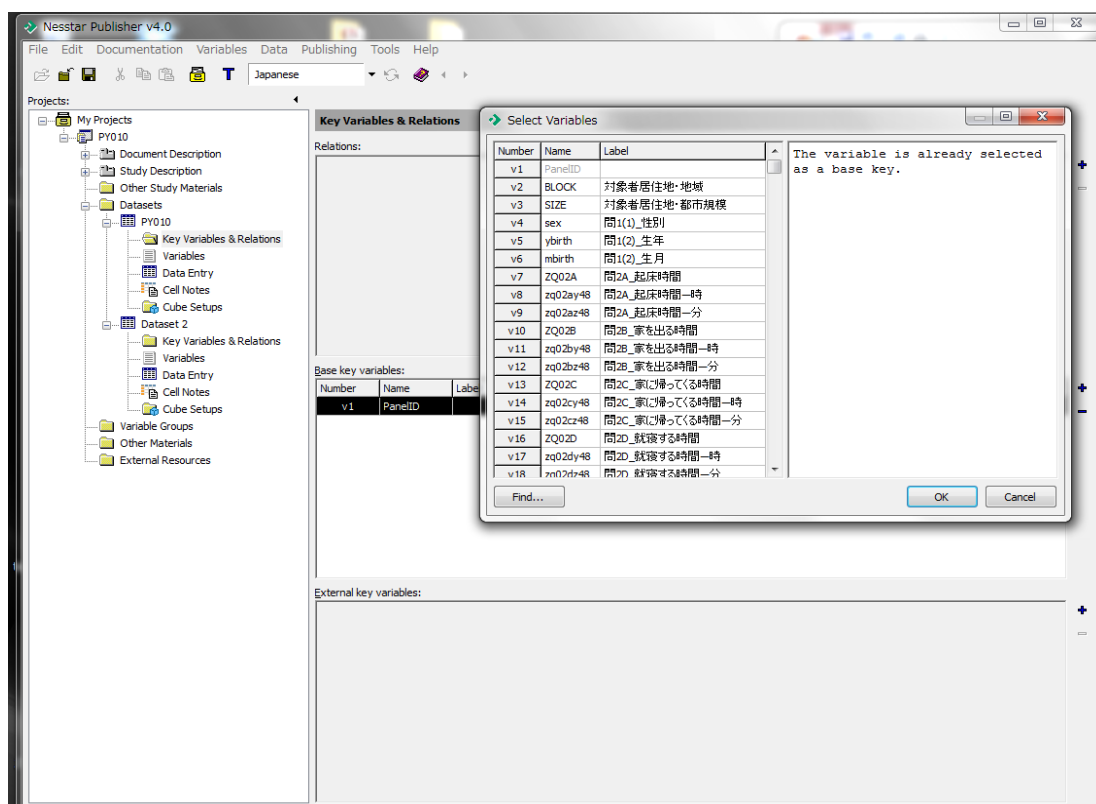 Nesstar Publisher v4.0
File Edit Documentation Variables Data Publishing Tools Help
T Japanese
Projects:
My Projects
PY010
Document Description
Study Description
Other Study Materials
Datasets
PY010
Key Variables & Relations
Variables
Data Entry
Cell Notes
Cube Setups
Dataset 2
Key Variables & Relations
Variables
Data Entry
Cell Notes
Cube Setups
Variable Groups
Other Materials
External Resources
Key Variables & Relations
Relations:
Base key variables:
Number Name Labe
v1 PanelID
External key variables:
Select Variables
Number Name Label
v1 PanelID
v2 BLOCK 対象者居住地・地域
v3 SIZE 対象者居住地・都市規模
v4 sex 問1(1)_性別
v5 ybirth 問1(2)_生年
v6 mbirth 問1(2)_生月
v7 ZQ02A 問2A_起床時間
v8 zq02ay48 問2A_起床時間－時
v9 zq02az48 問2A_起床時間－分
v10 ZQ02B 問2B_家を出る時間
v11 zq02by48 問2B_家を出る時間－時
v12 zq02bz48 問2B_家を出る時間－分
v13 ZQ02C 問2C_家に帰ってくる時間
v14 zq02cy48 問2C_家に帰ってくる時間－時
v15 zq02cz48 問2C_家に帰ってくる時間－分
v16 ZQ02D 問2D_就寝する時間
v17 zq02dy48 問2D_就寝する時間－時
v18 zq02dz48 問2D_就寝する時間－分
The variable is already selected
as a base key.
Find... OK Cancel